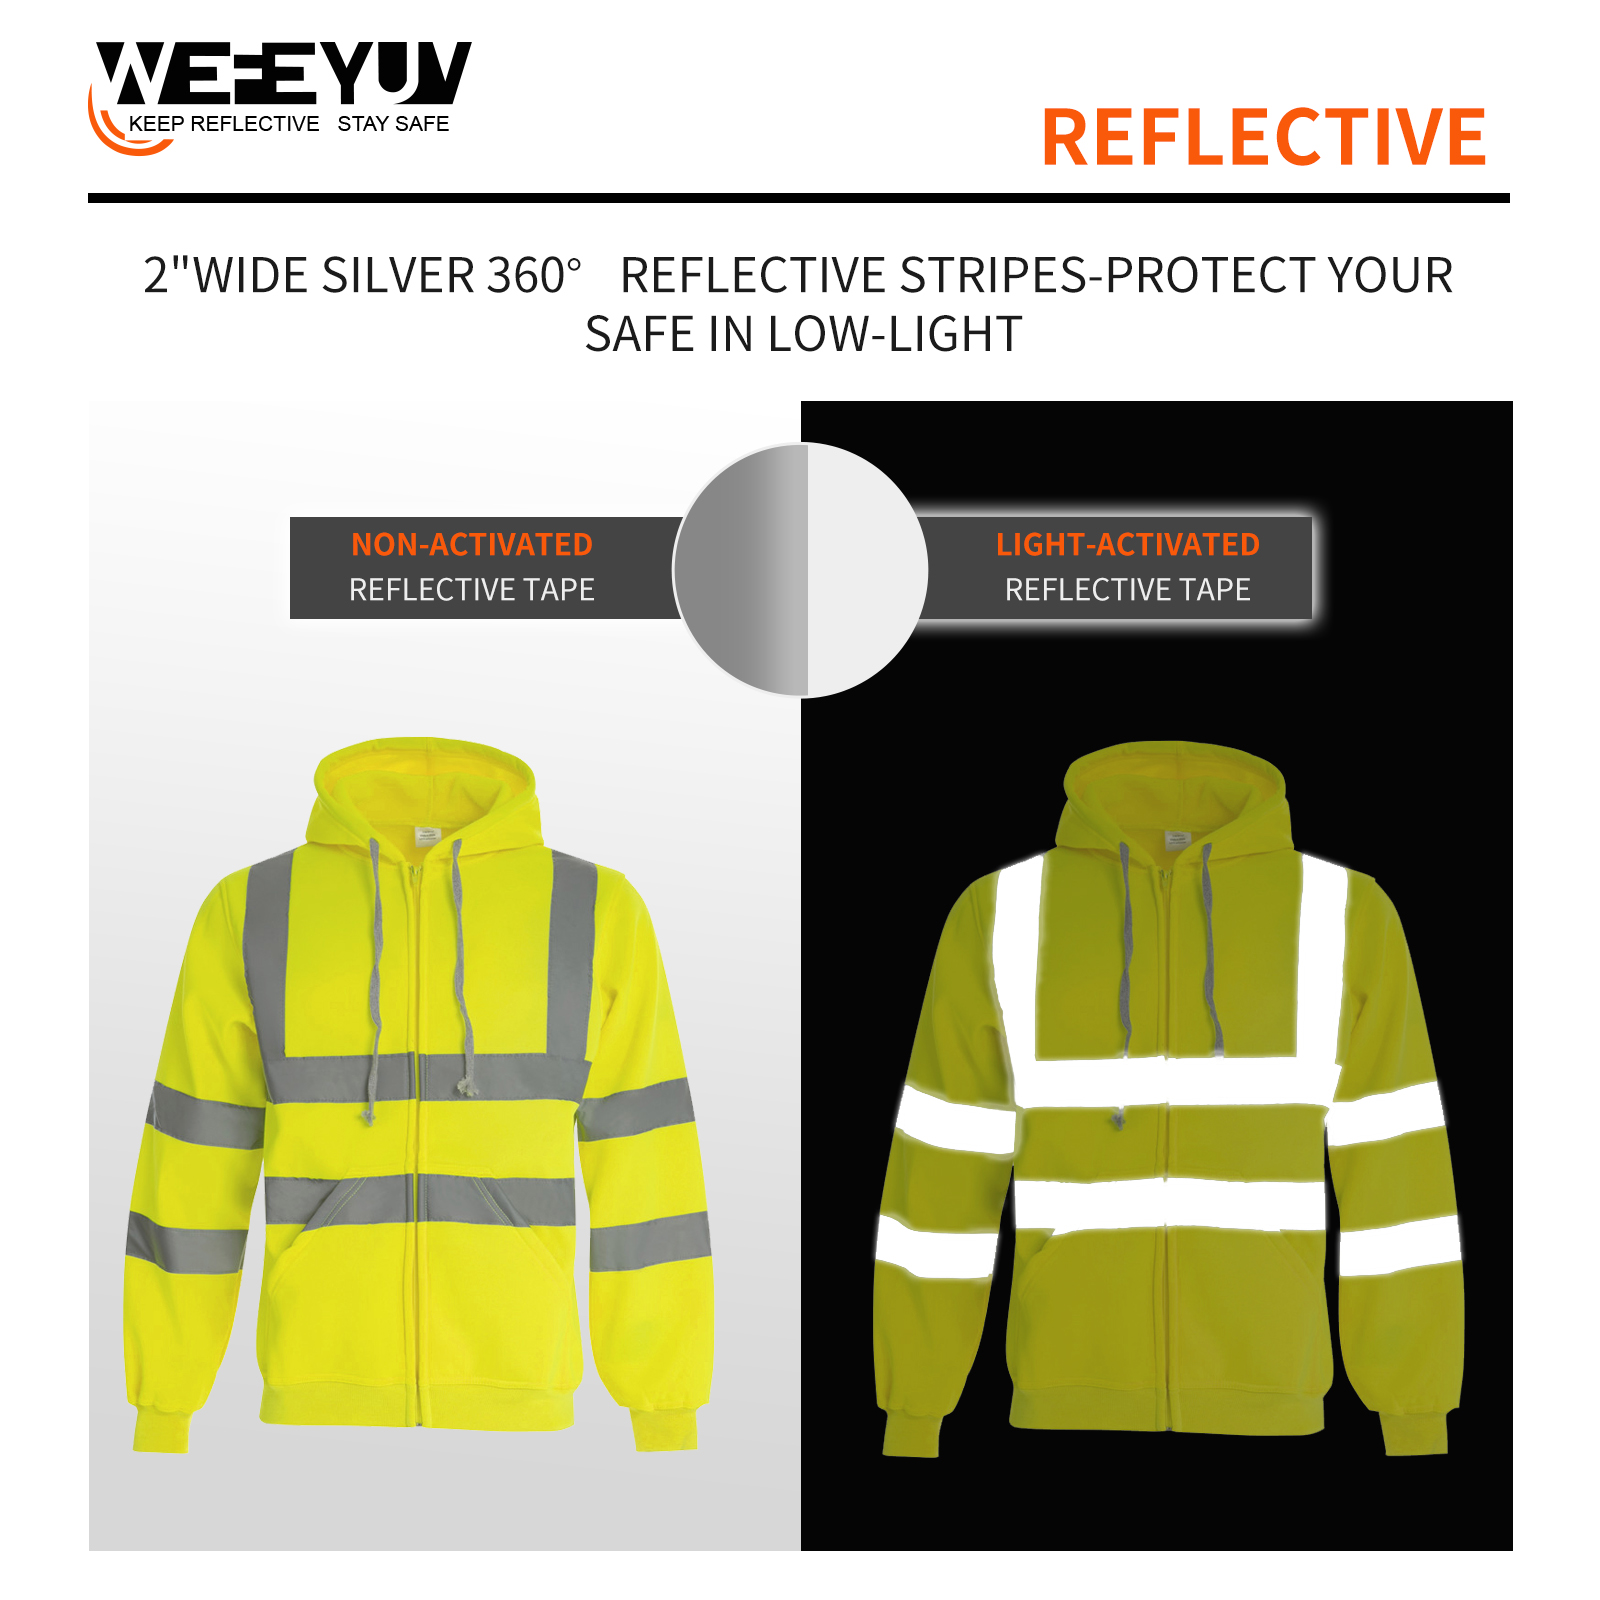 WEFEYUV
KEEP REFLECTIVE STAY SAFE
REFLECTIVE
2"WIDE SILVER 360° REFLECTIVE STRIPES-PROTECT YOUR
SAFE IN LOW-LIGHT
NON-ACTIVATED
REFLECTIVE TAPE
LIGHT-ACTIVATED
REFLECTIVE TAPE